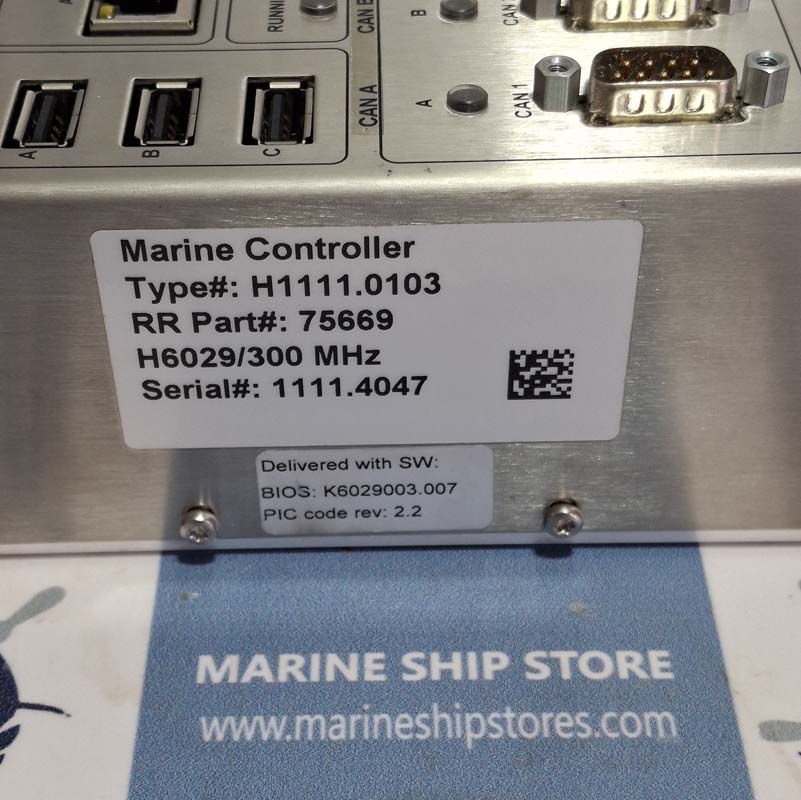 A
RUNNI
CAN B
B
CAN 2
CAN A
A
CAN 1
A
B
C
Marine Controller
Type#: H1111.0103
RR Part#: 75669
H6029/300 MHz
Serial#: 1111.4047
Delivered with SW:
BIOS: K6029003.007
PIC code rev: 2.2
MARINE SHIP STORE
www.marineshipstores.com